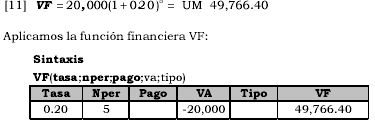 [11] VF = 20,000(1 + 0.20)⁵ = UM 49,766.40
Aplicamos la función financiera VF:
Sintaxis
VF(tasa;nper;pago;va;tipo)
Tasa Nper Pago VA Tipo VF
0.20 5 -20,000 49,766.40